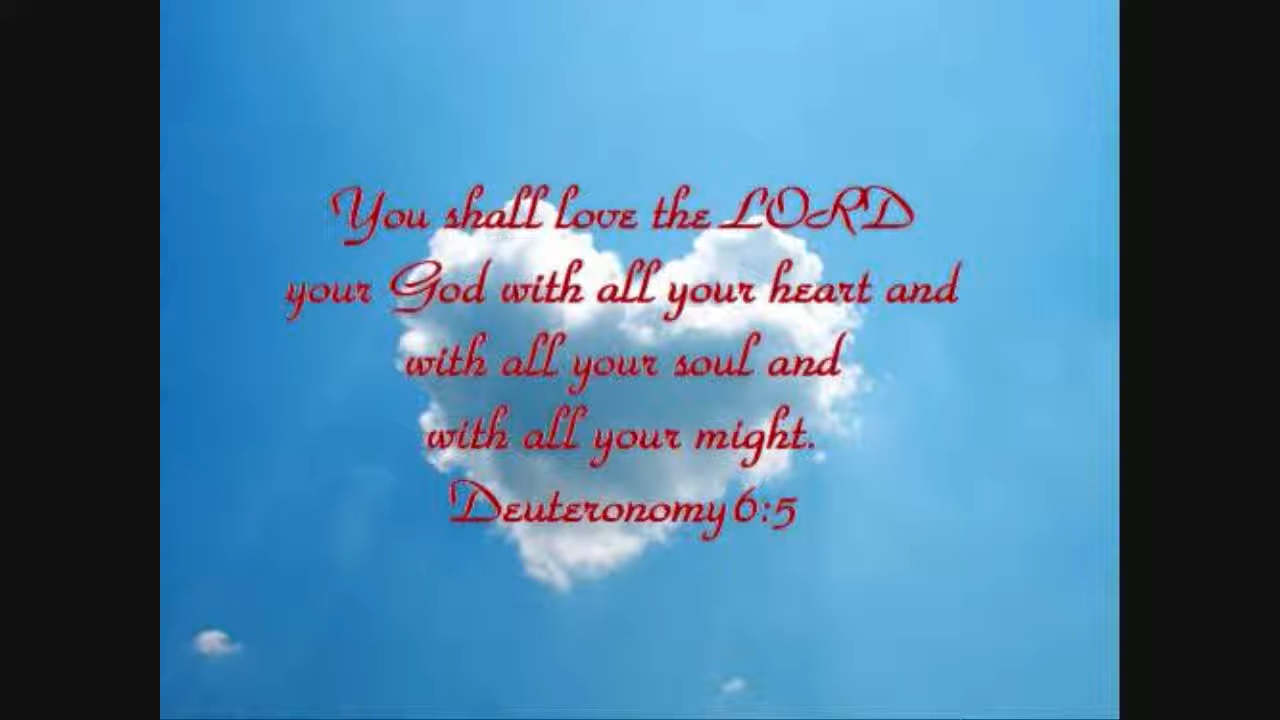 You shall love the LORD
your God with all your heart and
with all your soul and
with all your might.
Deuteronomy 6:5